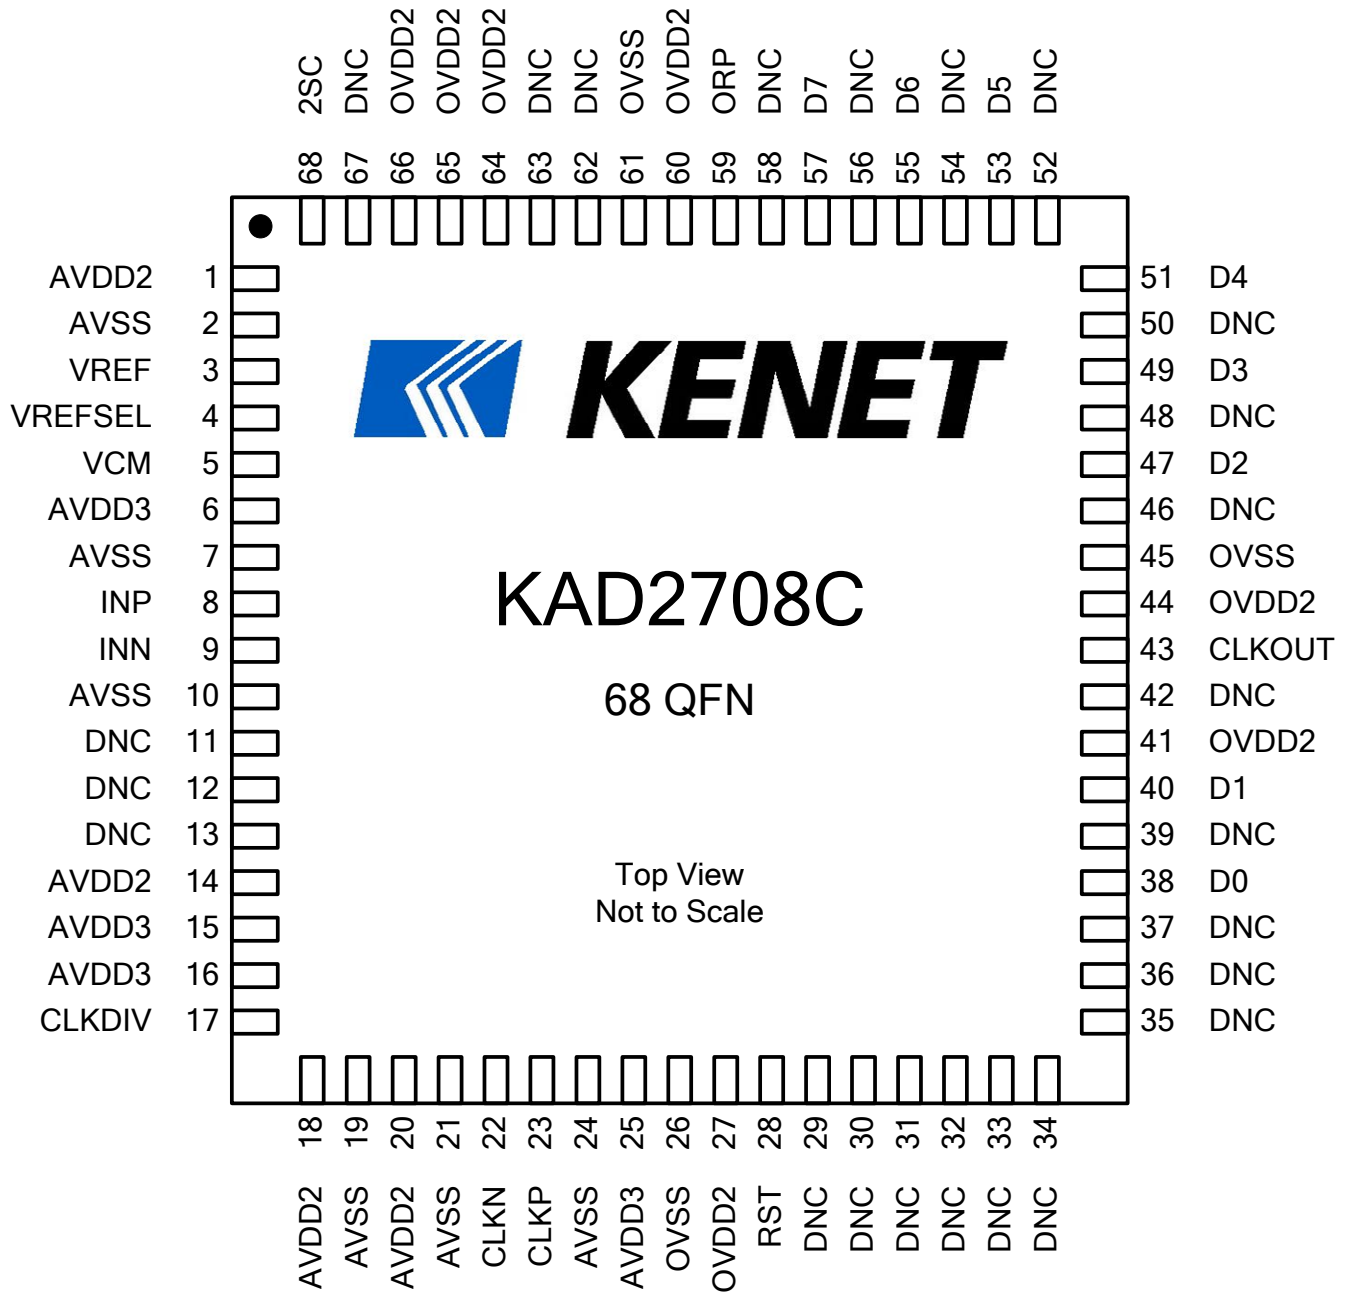 2SC DNC OVDD2 OVDD2 OVDD2 DNC DNC OVSS OVDD2 ORP DNC D7 DNC D6 DNC D5 DNC
68 67 66 65 64 63 62 61 60 59 58 57 56 55 54 53 52
AVDD2 1
AVSS 2
VREF 3
VREFSEL 4
VCM 5
AVDD3 6
AVSS 7
INP 8
INN 9
AVSS 10
DNC 11
DNC 12
DNC 13
AVDD2 14
AVDD3 15
AVDD3 16
CLKDIV 17
KENET
KAD2708C
68 QFN
Top View
Not to Scale
51 D4
50 DNC
49 D3
48 DNC
47 D2
46 DNC
45 OVSS
44 OVDD2
43 CLKOUT
42 DNC
41 OVDD2
40 D1
39 DNC
38 D0
37 DNC
36 DNC
35 DNC
18 19 20 21 22 23 24 25 26 27 28 29 30 31 32 33 34
AVDD2 AVSS AVDD2 AVSS CLKN CLKP AVSS AVDD3 OVSS OVDD2 RST DNC DNC DNC DNC DNC DNC